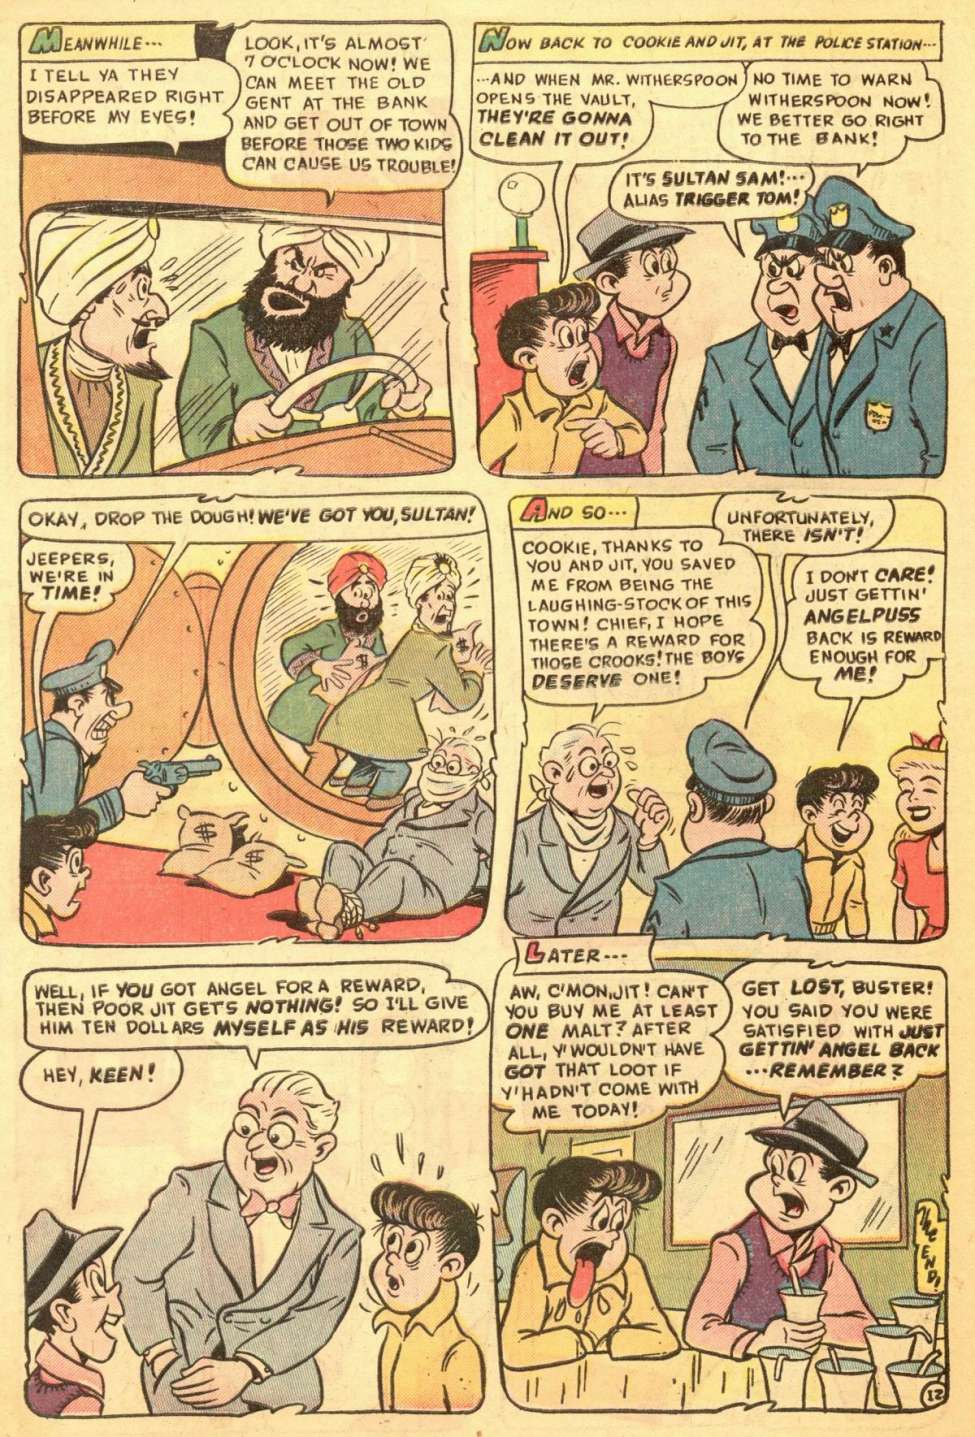 MEANWHILE...
I TELL YA THEY
DISAPPEARED RIGHT
BEFORE MY EYES!
LOOK, IT'S ALMOST
7 O'CLOCK NOW! WE
CAN MEET THE OLD
GENT AT THE BANK
AND GET OUT OF TOWN
BEFORE THOSE TWO KIDS
CAN CAUSE US TROUBLE!
NOW BACK TO COOKIE AND JIT, AT THE POLICE STATION...
...AND WHEN MR. WITHERSPOON
OPENS THE VAULT,
THEY'RE GONNA
CLEAN IT OUT!
NO TIME TO WARN
WITHERSPOON NOW!
WE BETTER GO RIGHT
TO THE BANK!
IT'S SULTAN SAM!...
ALIAS TRIGGER TOM!
OKAY, DROP THE DOUGH! WE'VE GOT YOU, SULTAN!
JEEPERS,
WE'RE IN
TIME!
$
$
$
$
AND SO...
COOKIE, THANKS TO
YOU AND JIT, YOU SAVED
ME FROM BEING THE
LAUGHING-STOCK OF THIS
TOWN! CHIEF, I HOPE
THERE'S A REWARD FOR
THOSE CROOKS! THE BOYS
DESERVE ONE!
UNFORTUNATELY,
THERE ISN'T!
I DON'T CARE!
JUST GETTIN'
ANGELPUSS
BACK IS REWARD
ENOUGH FOR
ME!
WELL, IF YOU GOT ANGEL FOR A REWARD,
THEN POOR JIT GETS NOTHING! SO I'LL GIVE
HIM TEN DOLLARS MYSELF AS HIS REWARD!
HEY, KEEN!
LATER...
AW, C'MON, JIT! CAN'T
YOU BUY ME AT LEAST
ONE MALT? AFTER
ALL, Y'WOULDN'T HAVE
GOT THAT LOOT IF
Y'HADN'T COME WITH
ME TODAY!
GET LOST, BUSTER!
YOU SAID YOU WERE
SATISFIED WITH JUST
GETTIN' ANGEL BACK
...REMEMBER?
THE
END!
12